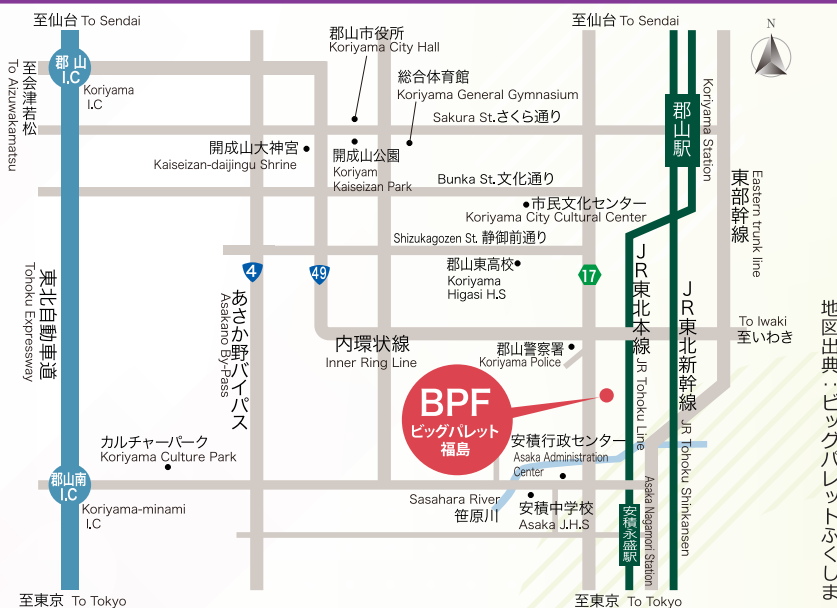 至仙台 To Sendai
至仙台 To Sendai
N
郡山
I.C
Koriyama
I.C
至会津若松
To Aizuwakamatsu
郡山市役所
Koriyama City Hall
総合体育館
Koriyama General Gymnasium
Sakura St.さくら通り
郡山駅
Koriyama Station
開成山大神宮
Kaiseizan-daijingu Shrine
開成山公園
Koriyam
Kaiseizan Park
Bunka St.文化通り
市民文化センター
Koriyama City Cultural Center
東部幹線
Eastern trunk line
Shizukagozen St. 静御前通り
4
49
17
郡山東高校
Koriyama
Higasi H.S
東北自動車道
Tohoku Expressway
あさか野バイパス
Asakano By-Pass
内環状線
Inner Ring Line
郡山警察署
Koriyama Police
JR東北本線
JR Tohoku Line
JR東北新幹線
JR Tohoku Shinkansen
To Iwaki
至いわき
BPF
ビッグパレット
福島
カルチャーパーク
Koriyama Culture Park
安積行政センター
Asaka Administration
Center
郡山南
I.C
Koriyama-minami
I.C
Sasahara River
笹原川
安積中学校
Asaka J.H.S
安積永盛駅
Asaka Nagamori Station
至東京 To Tokyo
至東京 To Tokyo
地図出典：ビッグパレットふくしま